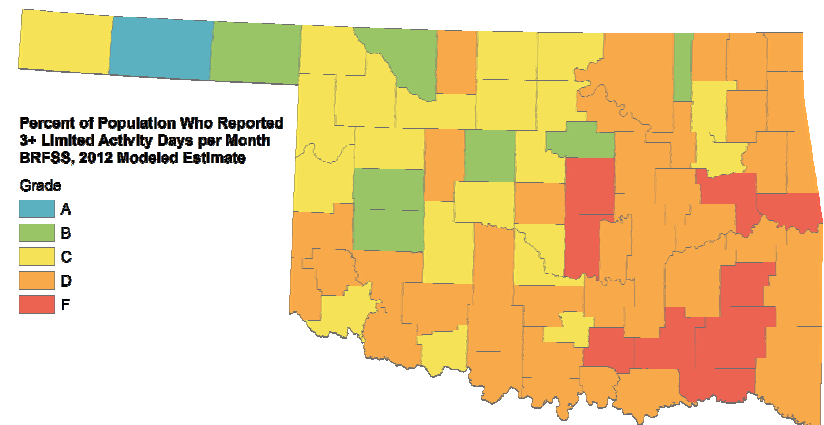 Percent of Population Who Reported
3+ Limited Activity Days per Month
BRFSS, 2012 Modeled Estimate
Grade
A
B
C
D
F